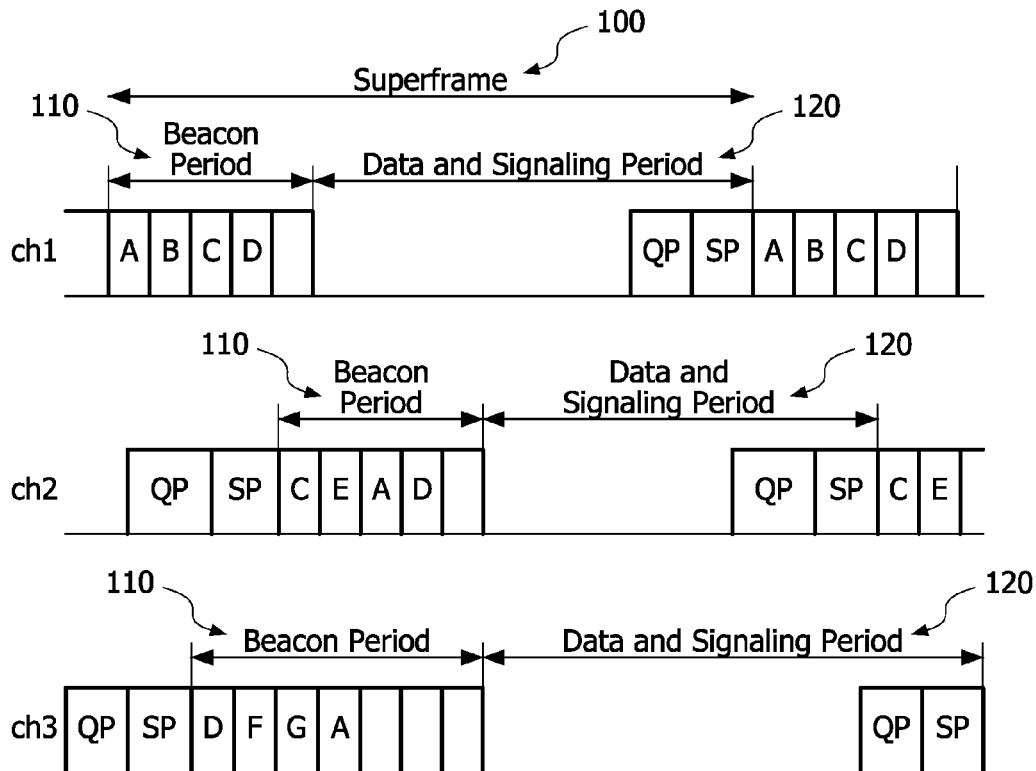 100
Superframe
110
120
Beacon
Period
Data and Signaling Period
ch1
A B C D
QP SP A B C D
110
120
Beacon
Period
Data and
Signaling Period
ch2
QP SP C E A D
QP SP C E
110
120
Beacon Period
Data and Signaling Period
ch3
QP SP D F G A
QP SP